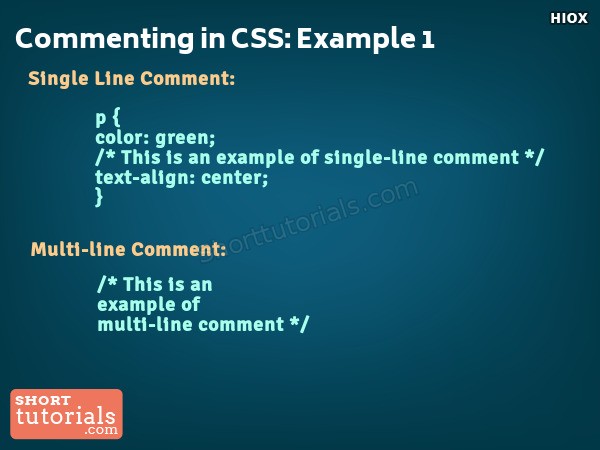 HIOX
Commenting in CSS: Example 1
Single Line Comment:
p {
color: green;
/* This is an example of single-line comment */
text-align: center;
}
shorttutorials.com
Multi-line Comment:
/* This is an
example of
multi-line comment */
SHORT
tutorials
.com